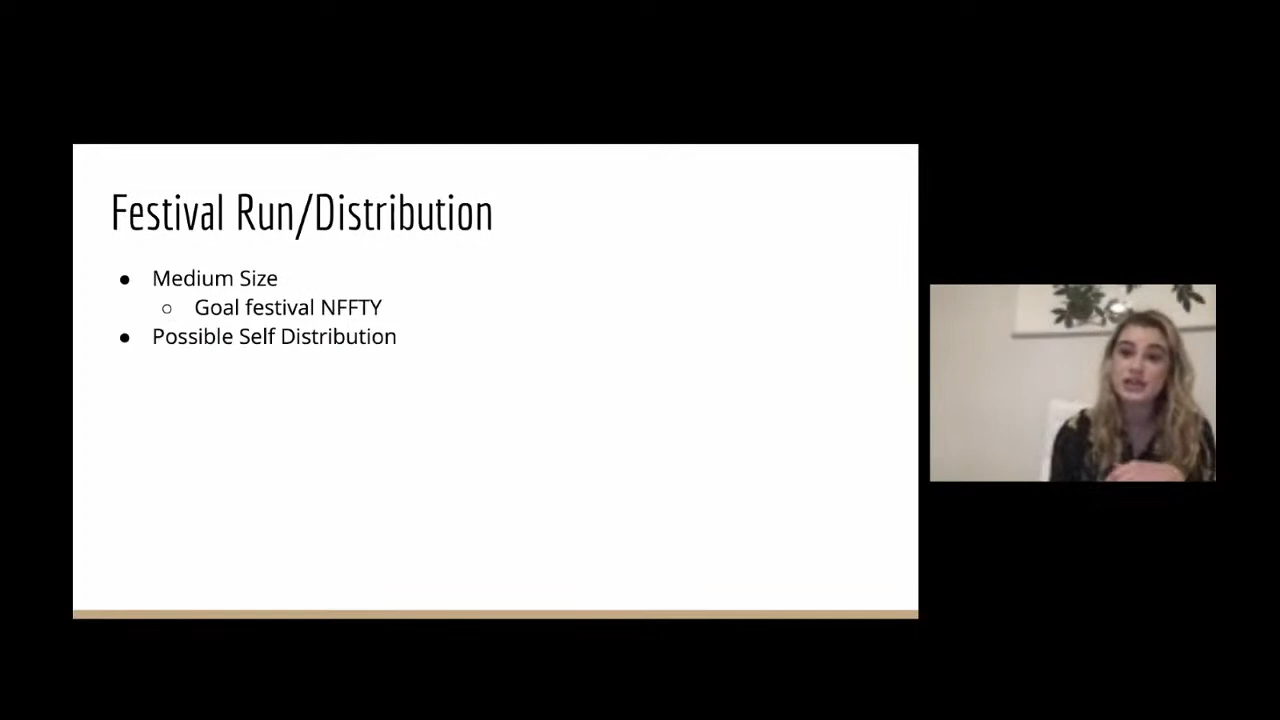 Festival Run/Distribution
● Medium Size
○ Goal festival NFFTY
● Possible Self Distribution